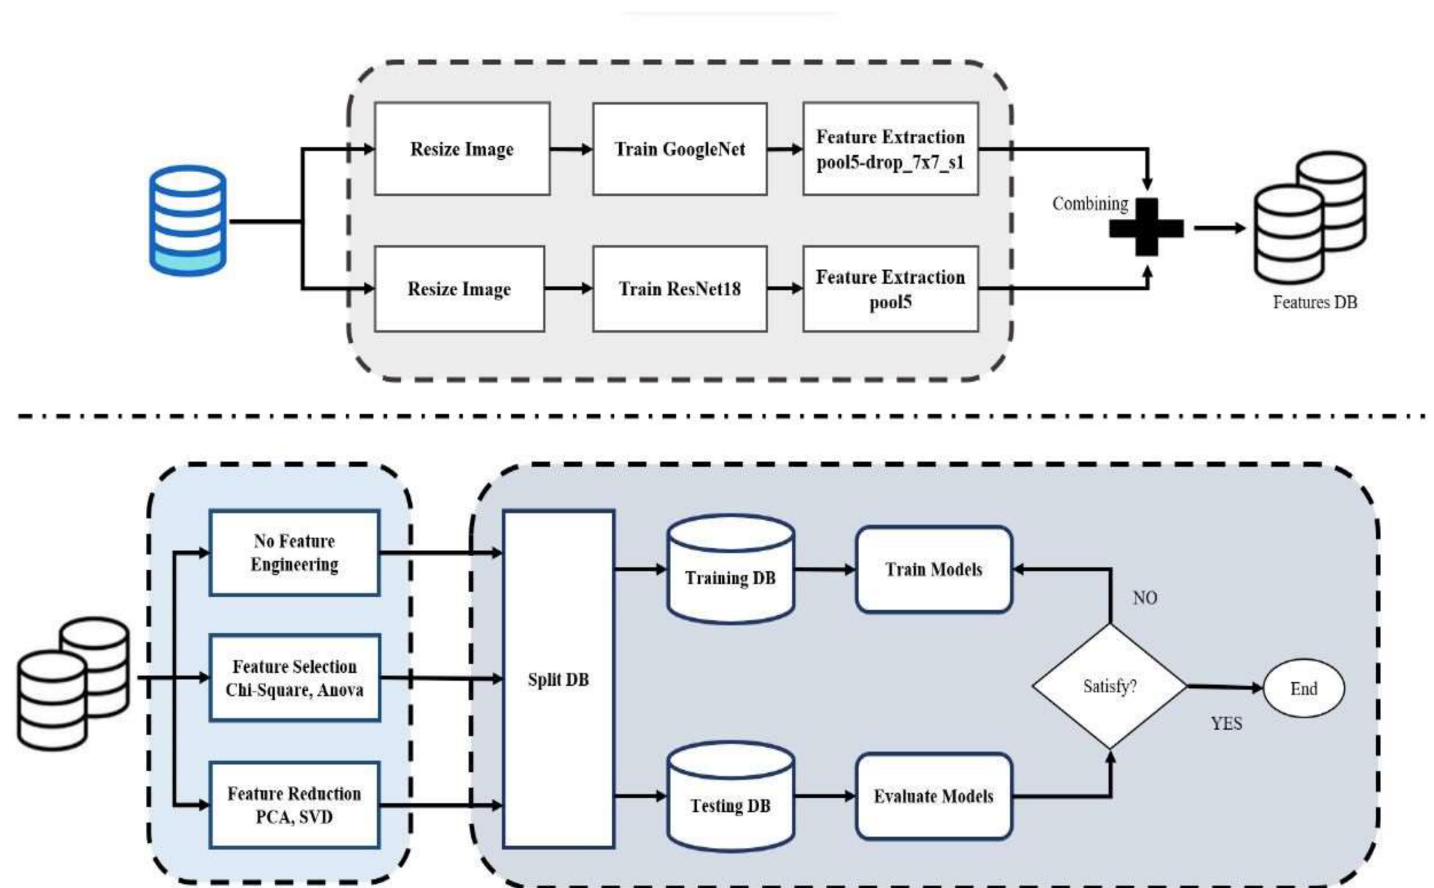 Resize Image
Train GoogleNet
Feature Extraction
pool5-drop_7x7_s1
Combining
Resize Image
Train ResNet18
Feature Extraction
pool5
Features DB
No Feature
Engineering
Feature Selection
Chi-Square, Anova
Feature Reduction
PCA, SVD
Split DB
Training DB
Train Models
NO
Satisfy?
End
YES
Testing DB
Evaluate Models